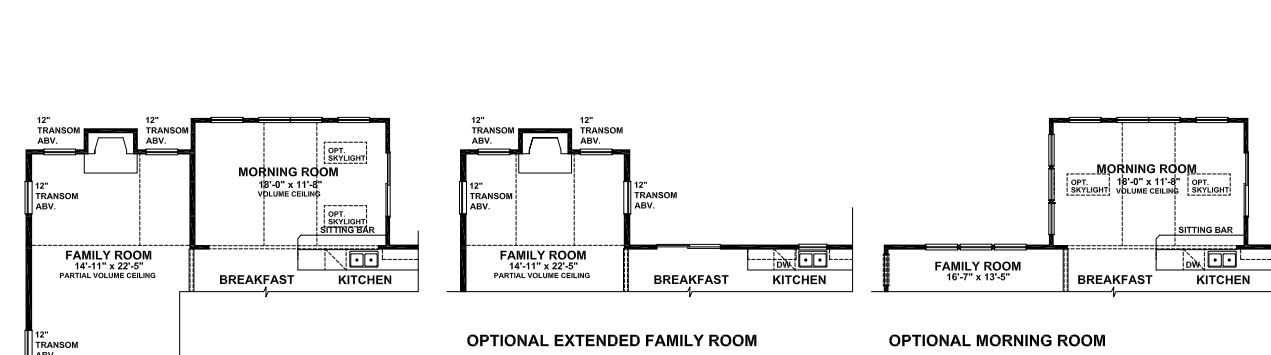 12"
TRANSOM
ABV.
12"
TRANSOM
ABV.
12"
TRANSOM
ABV.
MORNING ROOM
18'-0" x 11'-8"
VOLUME CEILING
OPT.
SKYLIGHT
OPT.
SKYLIGHT
SITTING BAR
FAMILY ROOM
14'-11" x 22'-5"
PARTIAL VOLUME CEILING
BREAKFAST
KITCHEN
12"
TRANSOM
ABV.
12"
TRANSOM
ABV.
12"
TRANSOM
ABV.
12"
TRANSOM
ABV.
12"
TRANSOM
ABV.
FAMILY ROOM
14'-11" x 22'-5"
PARTIAL VOLUME CEILING
DW
BREAKFAST
KITCHEN
OPTIONAL EXTENDED FAMILY ROOM
MORNING ROOM
18'-0" x 11'-8"
VOLUME CEILING
OPT.
SKYLIGHT
OPT.
SKYLIGHT
SITTING BAR
FAMILY ROOM
16'-7" x 13'-5"
DW
BREAKFAST
KITCHEN
OPTIONAL MORNING ROOM